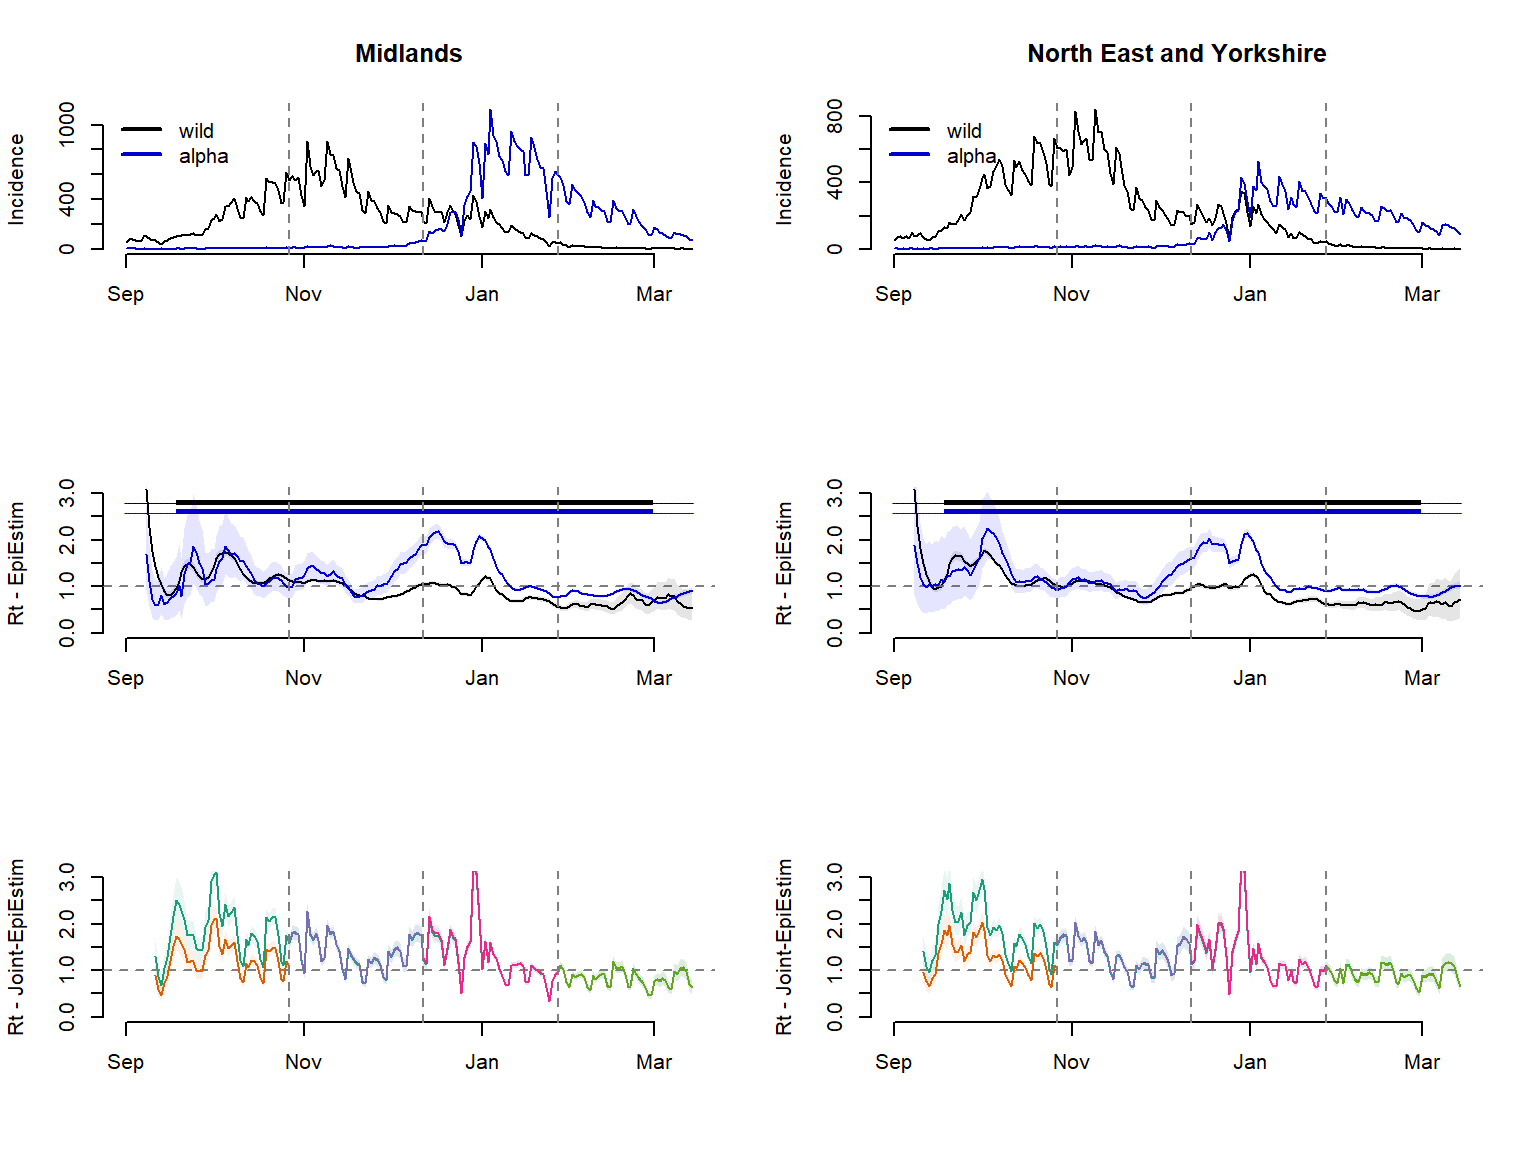 Midlands
Incidence
1000
400
0
wild
alpha
Sep
Nov
Jan
Mar
North East and Yorkshire
Incidence
800
400
0
wild
alpha
Sep
Nov
Jan
Mar
Rt - EpiEstim
3.0
2.0
1.0
0.0
Sep
Nov
Jan
Mar
Rt - EpiEstim
3.0
2.0
1.0
0.0
Sep
Nov
Jan
Mar
Rt - Joint-EpiEstim
3.0
2.0
1.0
0.0
Sep
Nov
Jan
Mar
Rt - Joint-EpiEstim
3.0
2.0
1.0
0.0
Sep
Nov
Jan
Mar